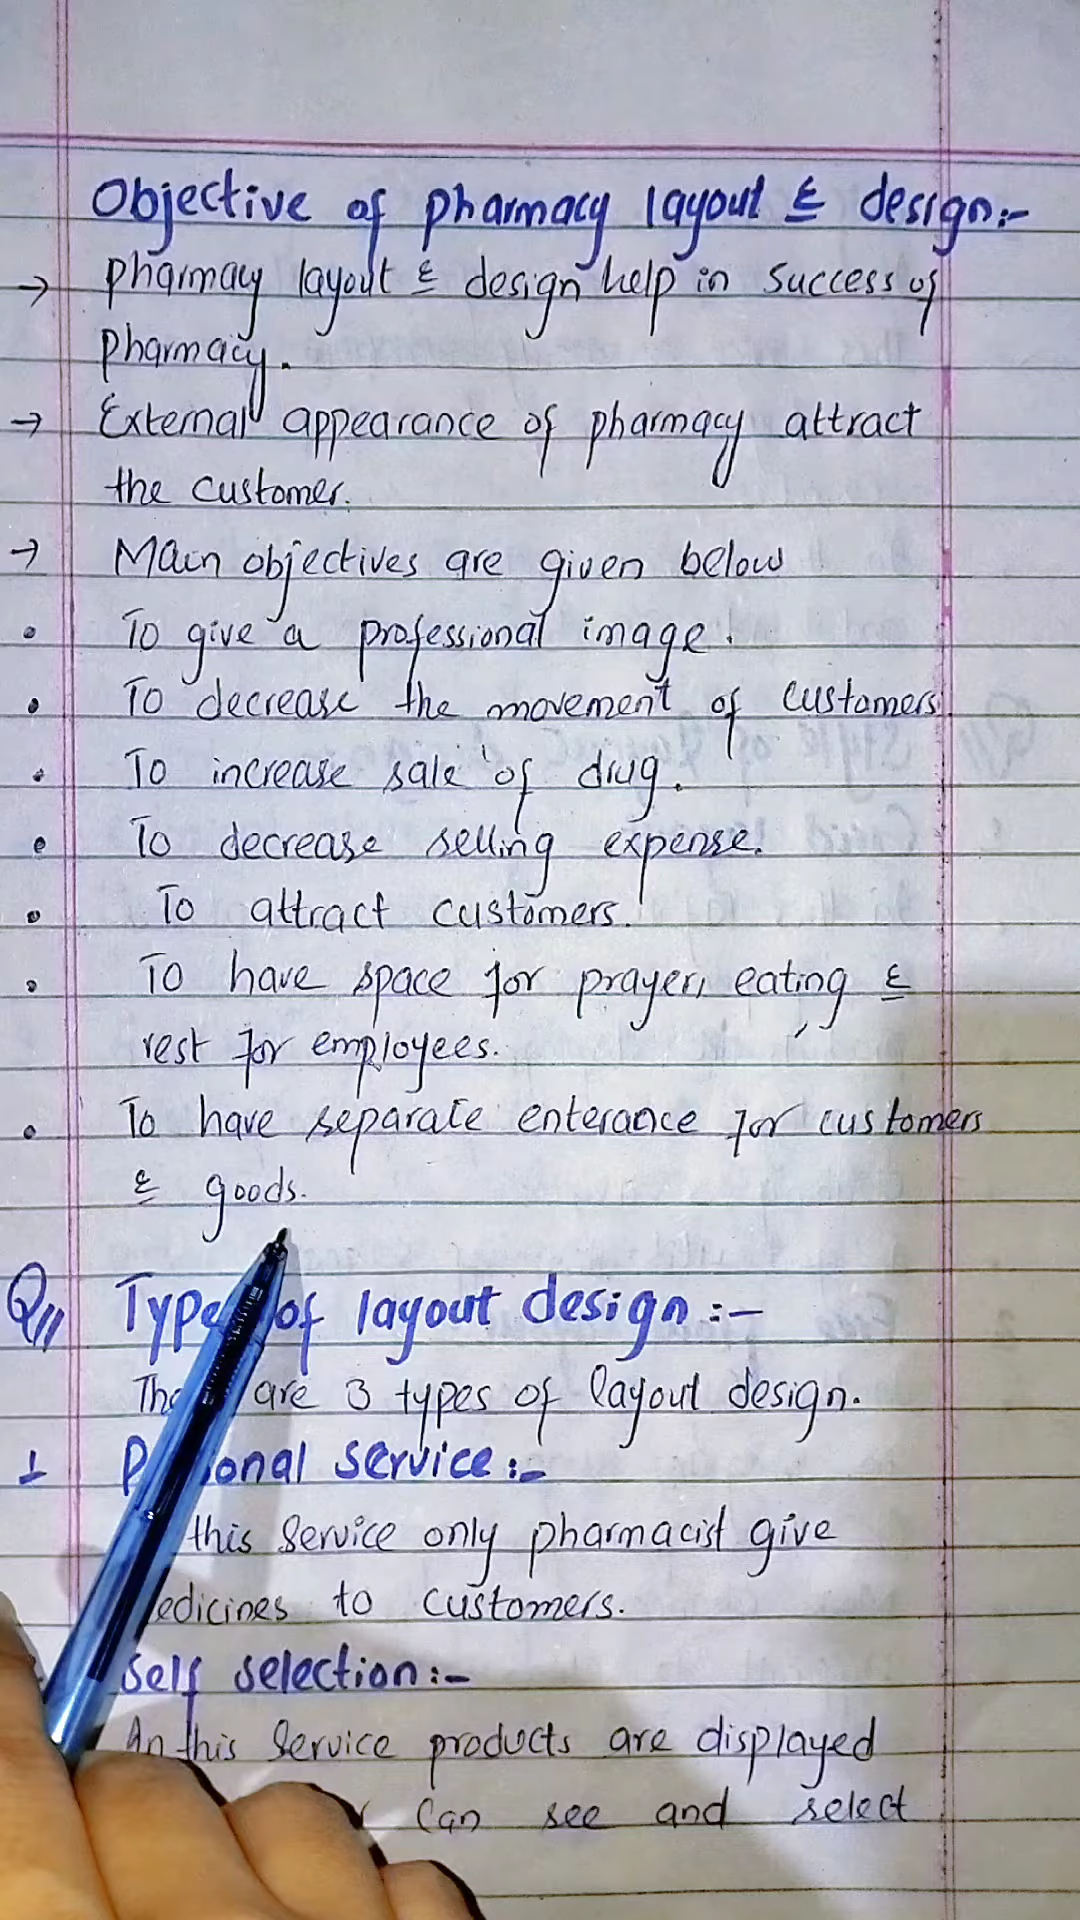 Objective of pharmacy layout & design:-
→ Pharmacy layout & design help in success of
pharmacy.
→ External appearance of pharmacy attract
the customer.
→ Main objectives are given below
• To give a professional image.
• To decrease the movement of customers
• To increase sale of drug.
• To decrease selling expense.
• To attract customers.
• To have space for prayer, eating &
rest for employees.
• To have separate enterance for customers
& goods.
Q11 Types of layout design:-
are 3 types of layout design.
1 service:-
this service only pharmacist give
to customers.
Self selection:-
In this service products are displayed
can see and select